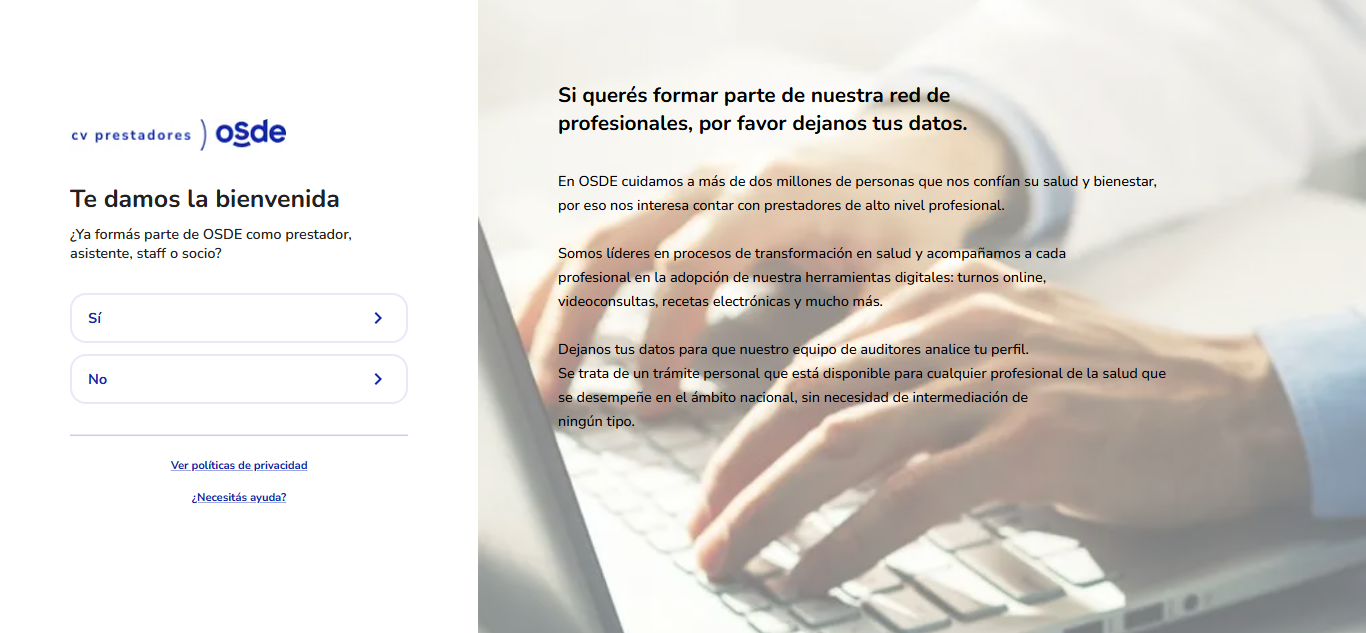 cv prestadores ) osde
Te damos la bienvenida
¿Ya formás parte de OSDE como prestador,
asistente, staff o socio?
Sí
No
Ver políticas de privacidad
¿Necesitás ayuda?
Si querés formar parte de nuestra red de
profesionales, por favor dejanos tus datos.
En OSDE cuidamos a más de dos millones de personas que nos confían su salud y bienestar,
por eso nos interesa contar con prestadores de alto nivel profesional.
Somos líderes en procesos de transformación en salud y acompañamos a cada
profesional en la adopción de nuestra herramientas digitales: turnos online,
videoconsultas, recetas electrónicas y mucho más.
Dejanos tus datos para que nuestro equipo de auditores analice tu perfil.
Se trata de un trámite personal que está disponible para cualquier profesional de la salud que
se desempeñe en el ámbito nacional, sin necesidad de intermediación de
ningún tipo.